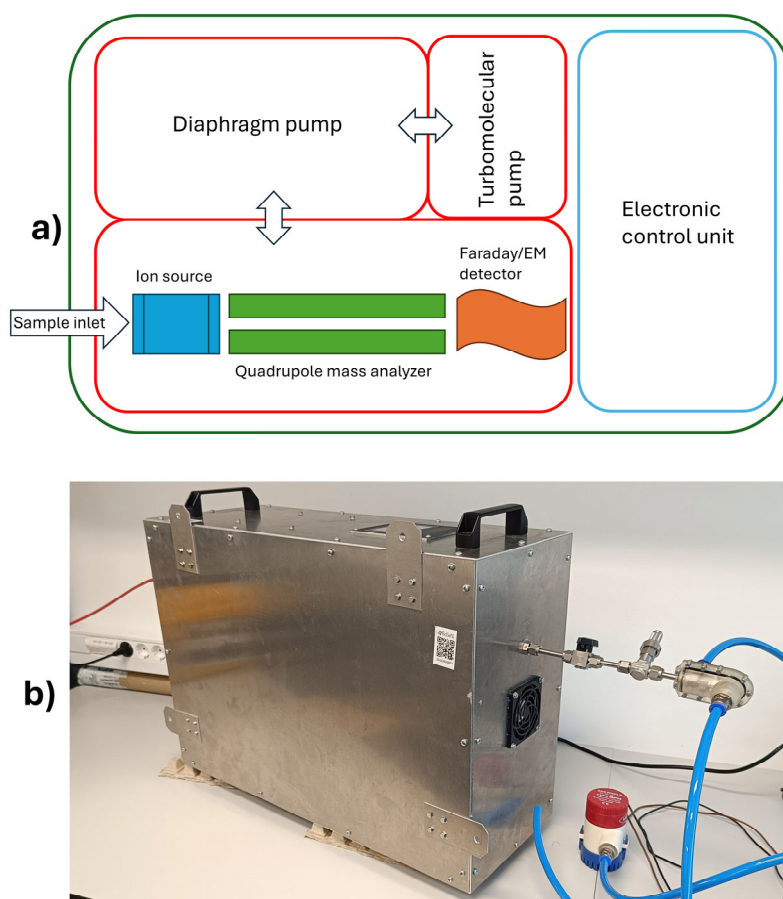 Diaphragm pump
Turbomolecular
pump
Electronic
control unit
a)
Faraday/EM
detector
Ion source
Sample inlet
Quadrupole mass analyzer
b)